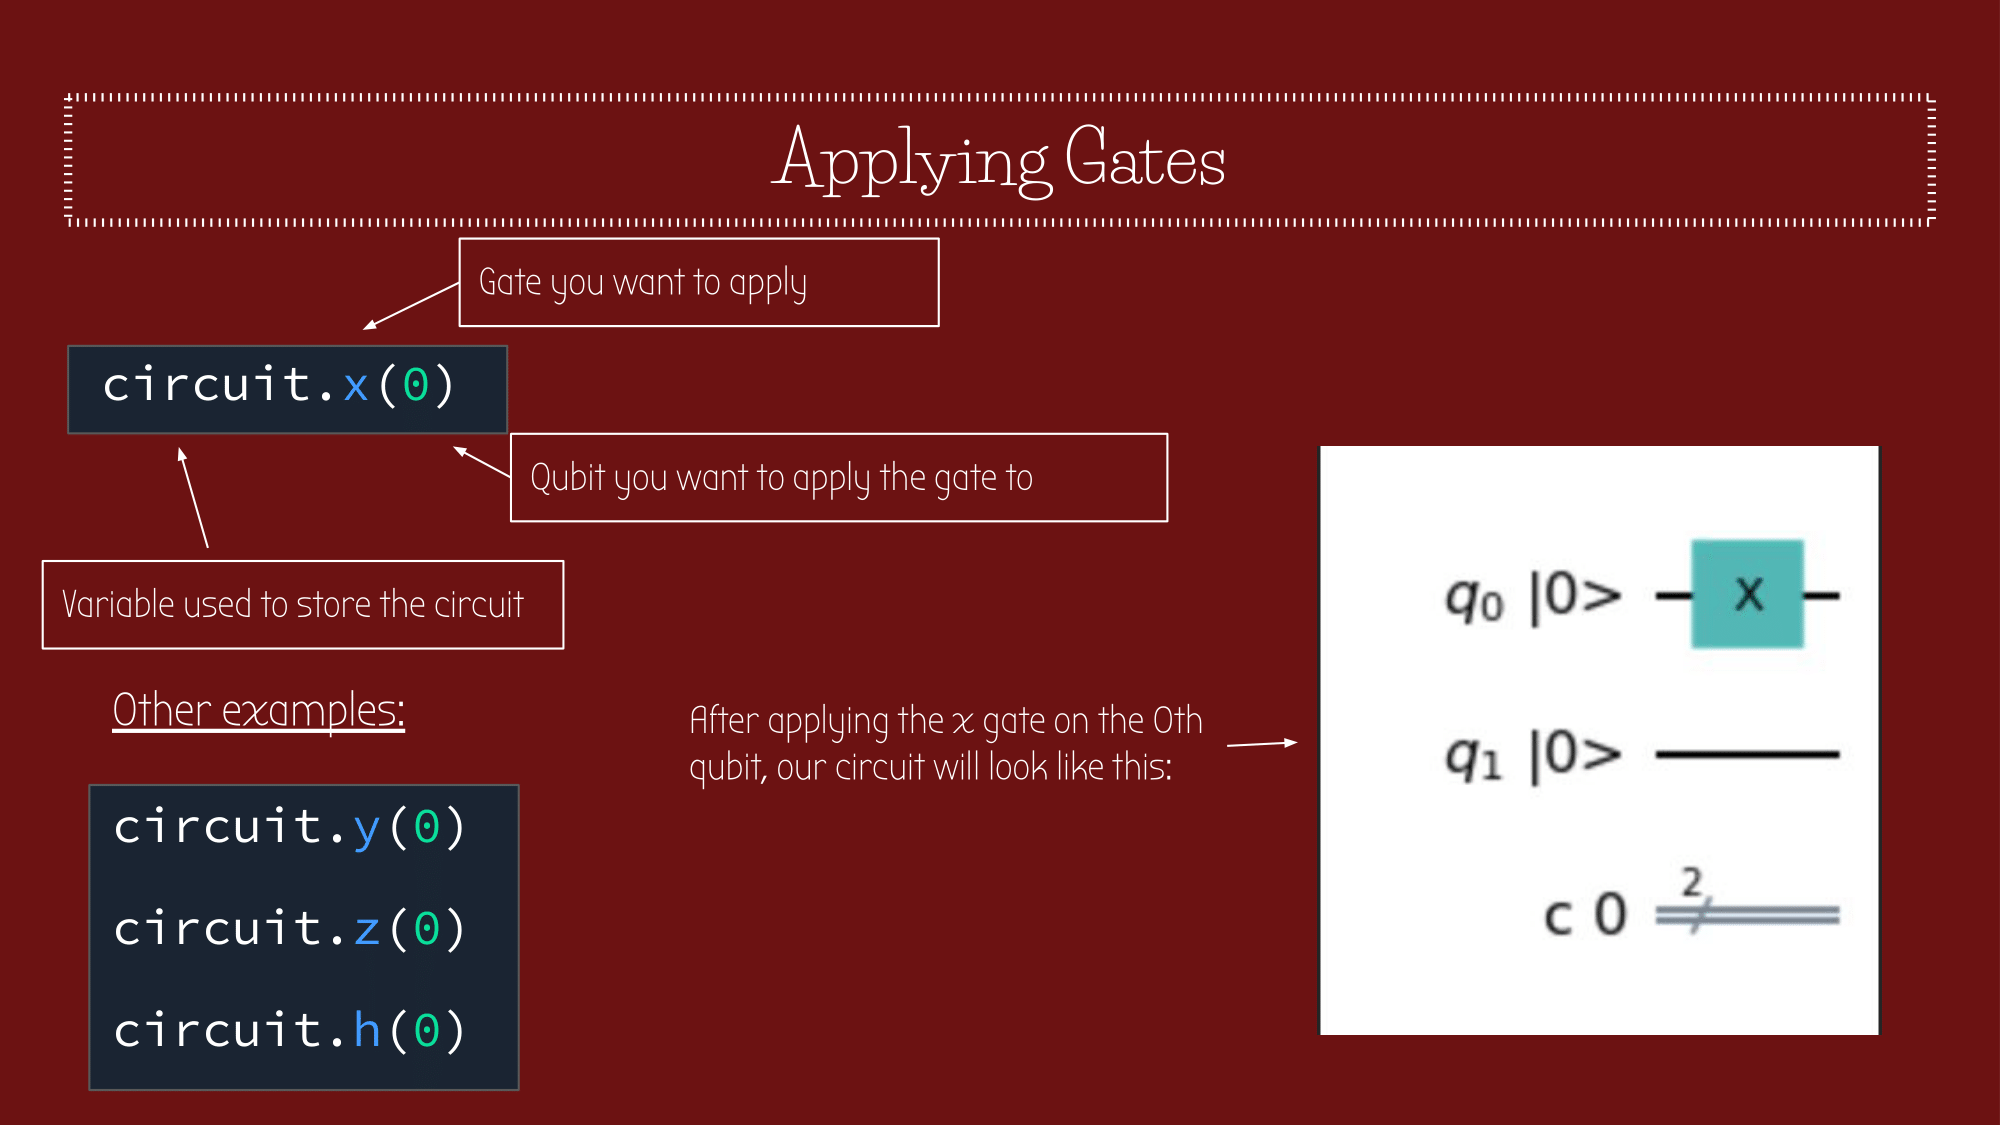 Applying Gates
Gate you want to apply
circuit.x(0)
Qubit you want to apply the gate to
Variable used to store the circuit
Other examples:
circuit.y(0)
circuit.z(0)
circuit.h(0)
After applying the x gate on the 0th
qubit, our circuit will look like this:
q0 |0> X
q1 |0>
2
c 0